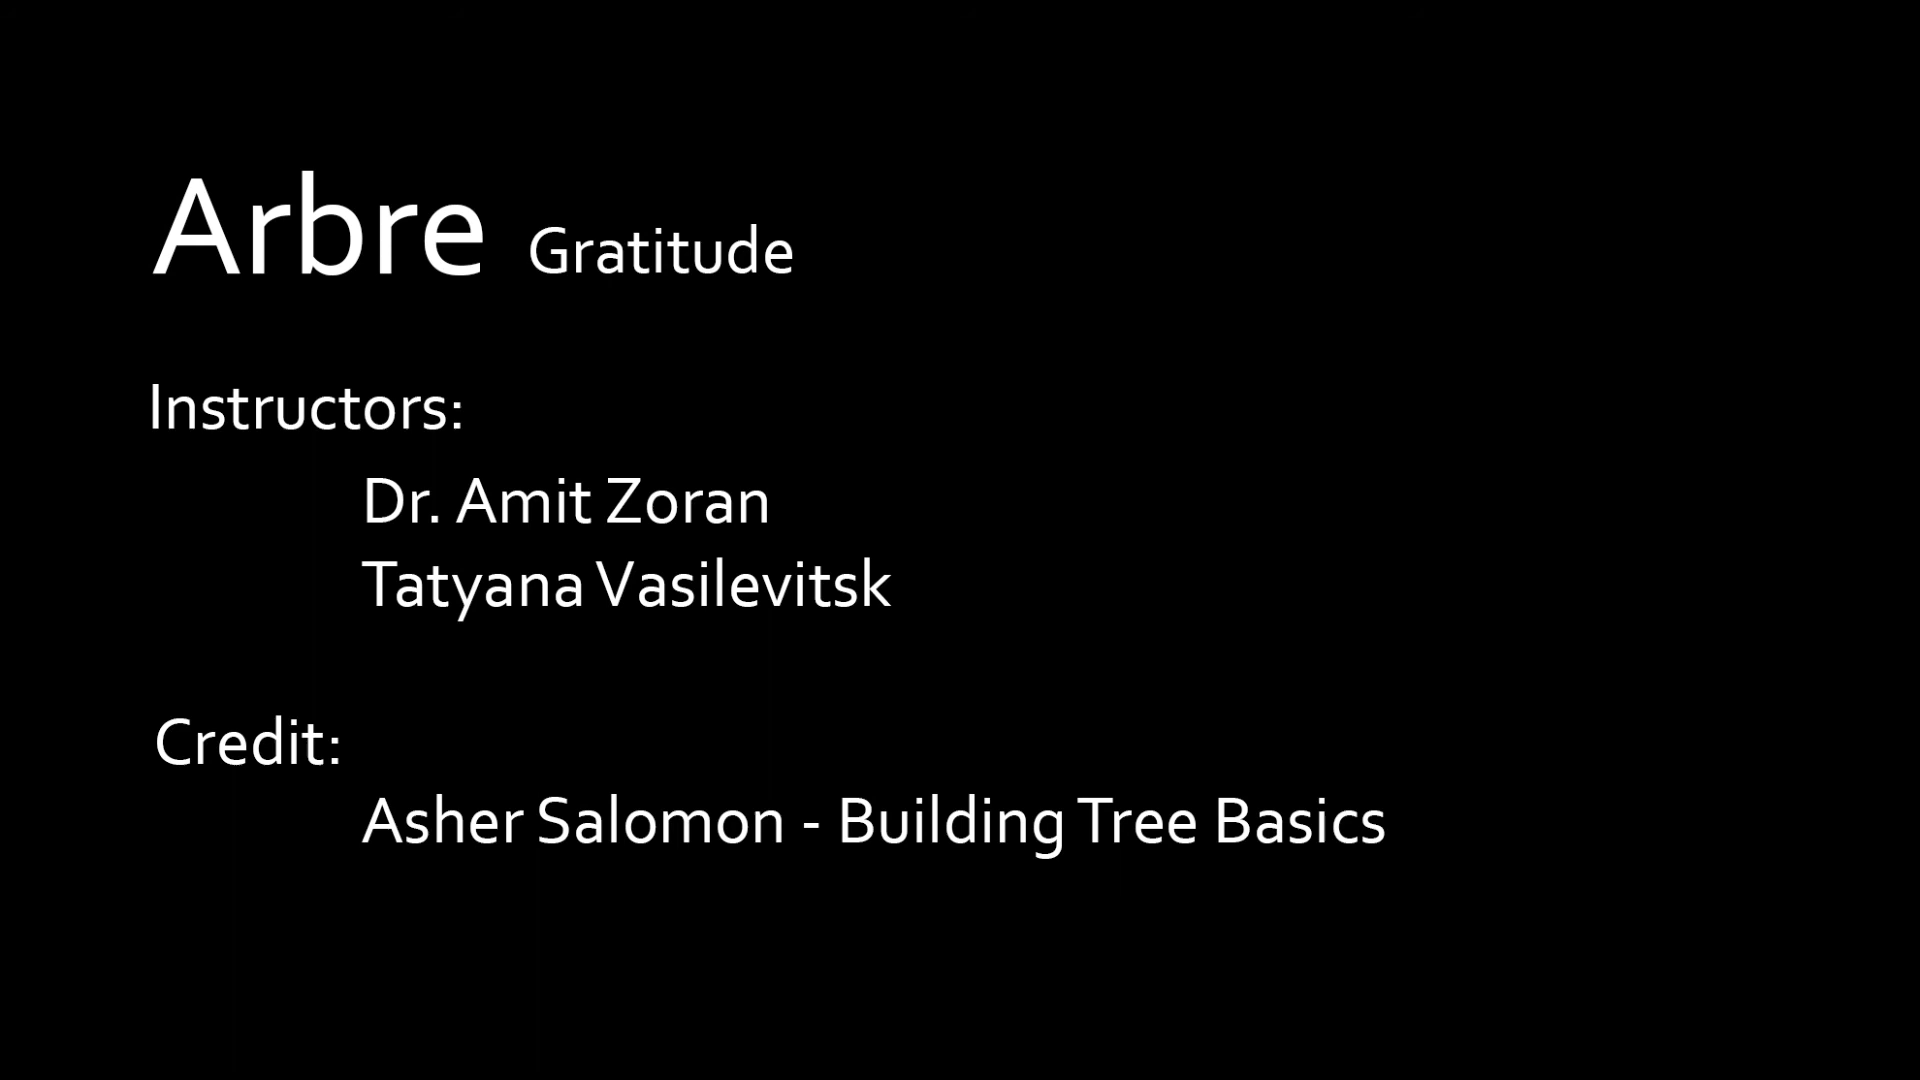 Arbre Gratitude
Instructors:
Dr. Amit Zoran
Tatyana Vasilevitsk
Credit:
Asher Salomon - Building Tree Basics